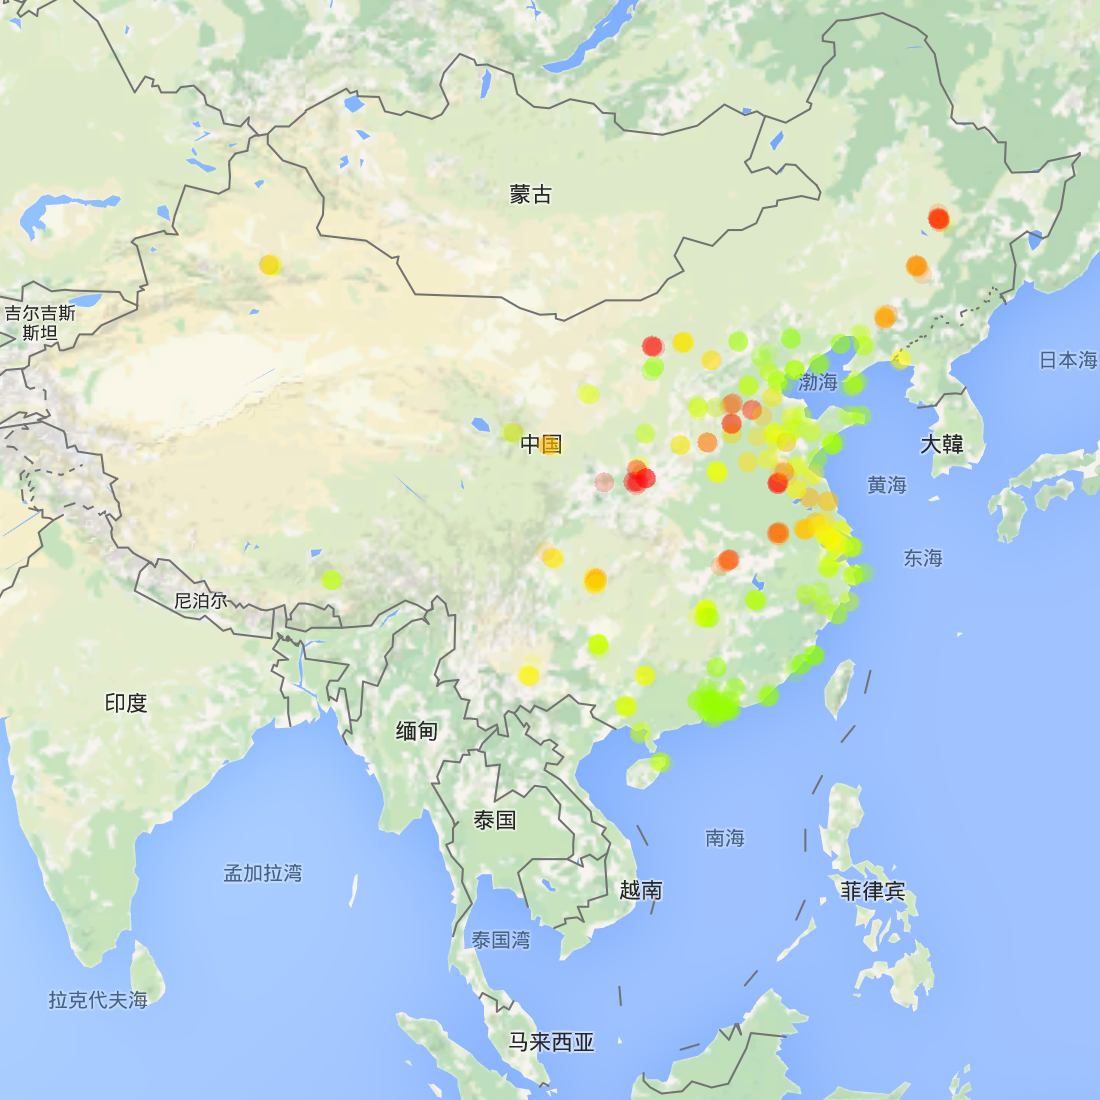 蒙古
吉尔吉斯
斯坦
日本海
渤海
中国
大韓
黄海
东海
尼泊尔
印度
缅甸
泰国
南海
孟加拉湾
越南
菲律宾
泰国湾
拉克代夫海
马来西亚